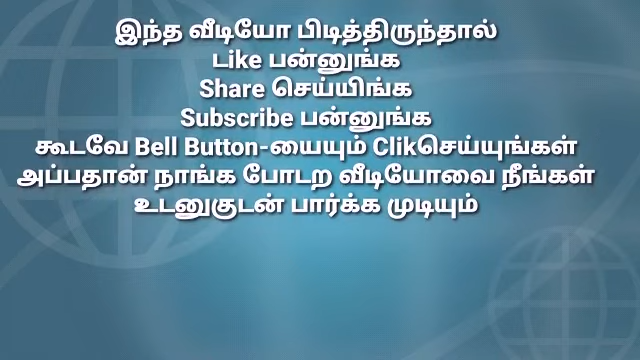 இந்த வீடியோ பிடித்திருந்தால்
Like பன்னுங்க
Share செய்யிங்க
Subscribe பன்னுங்க
கூடவே Bell Button-யையும் Clikசெய்யுங்கள்
அப்பதான் நாங்க போடற வீடியோவை நீங்கள்
உடனுகுடன் பார்க்க முடியும்